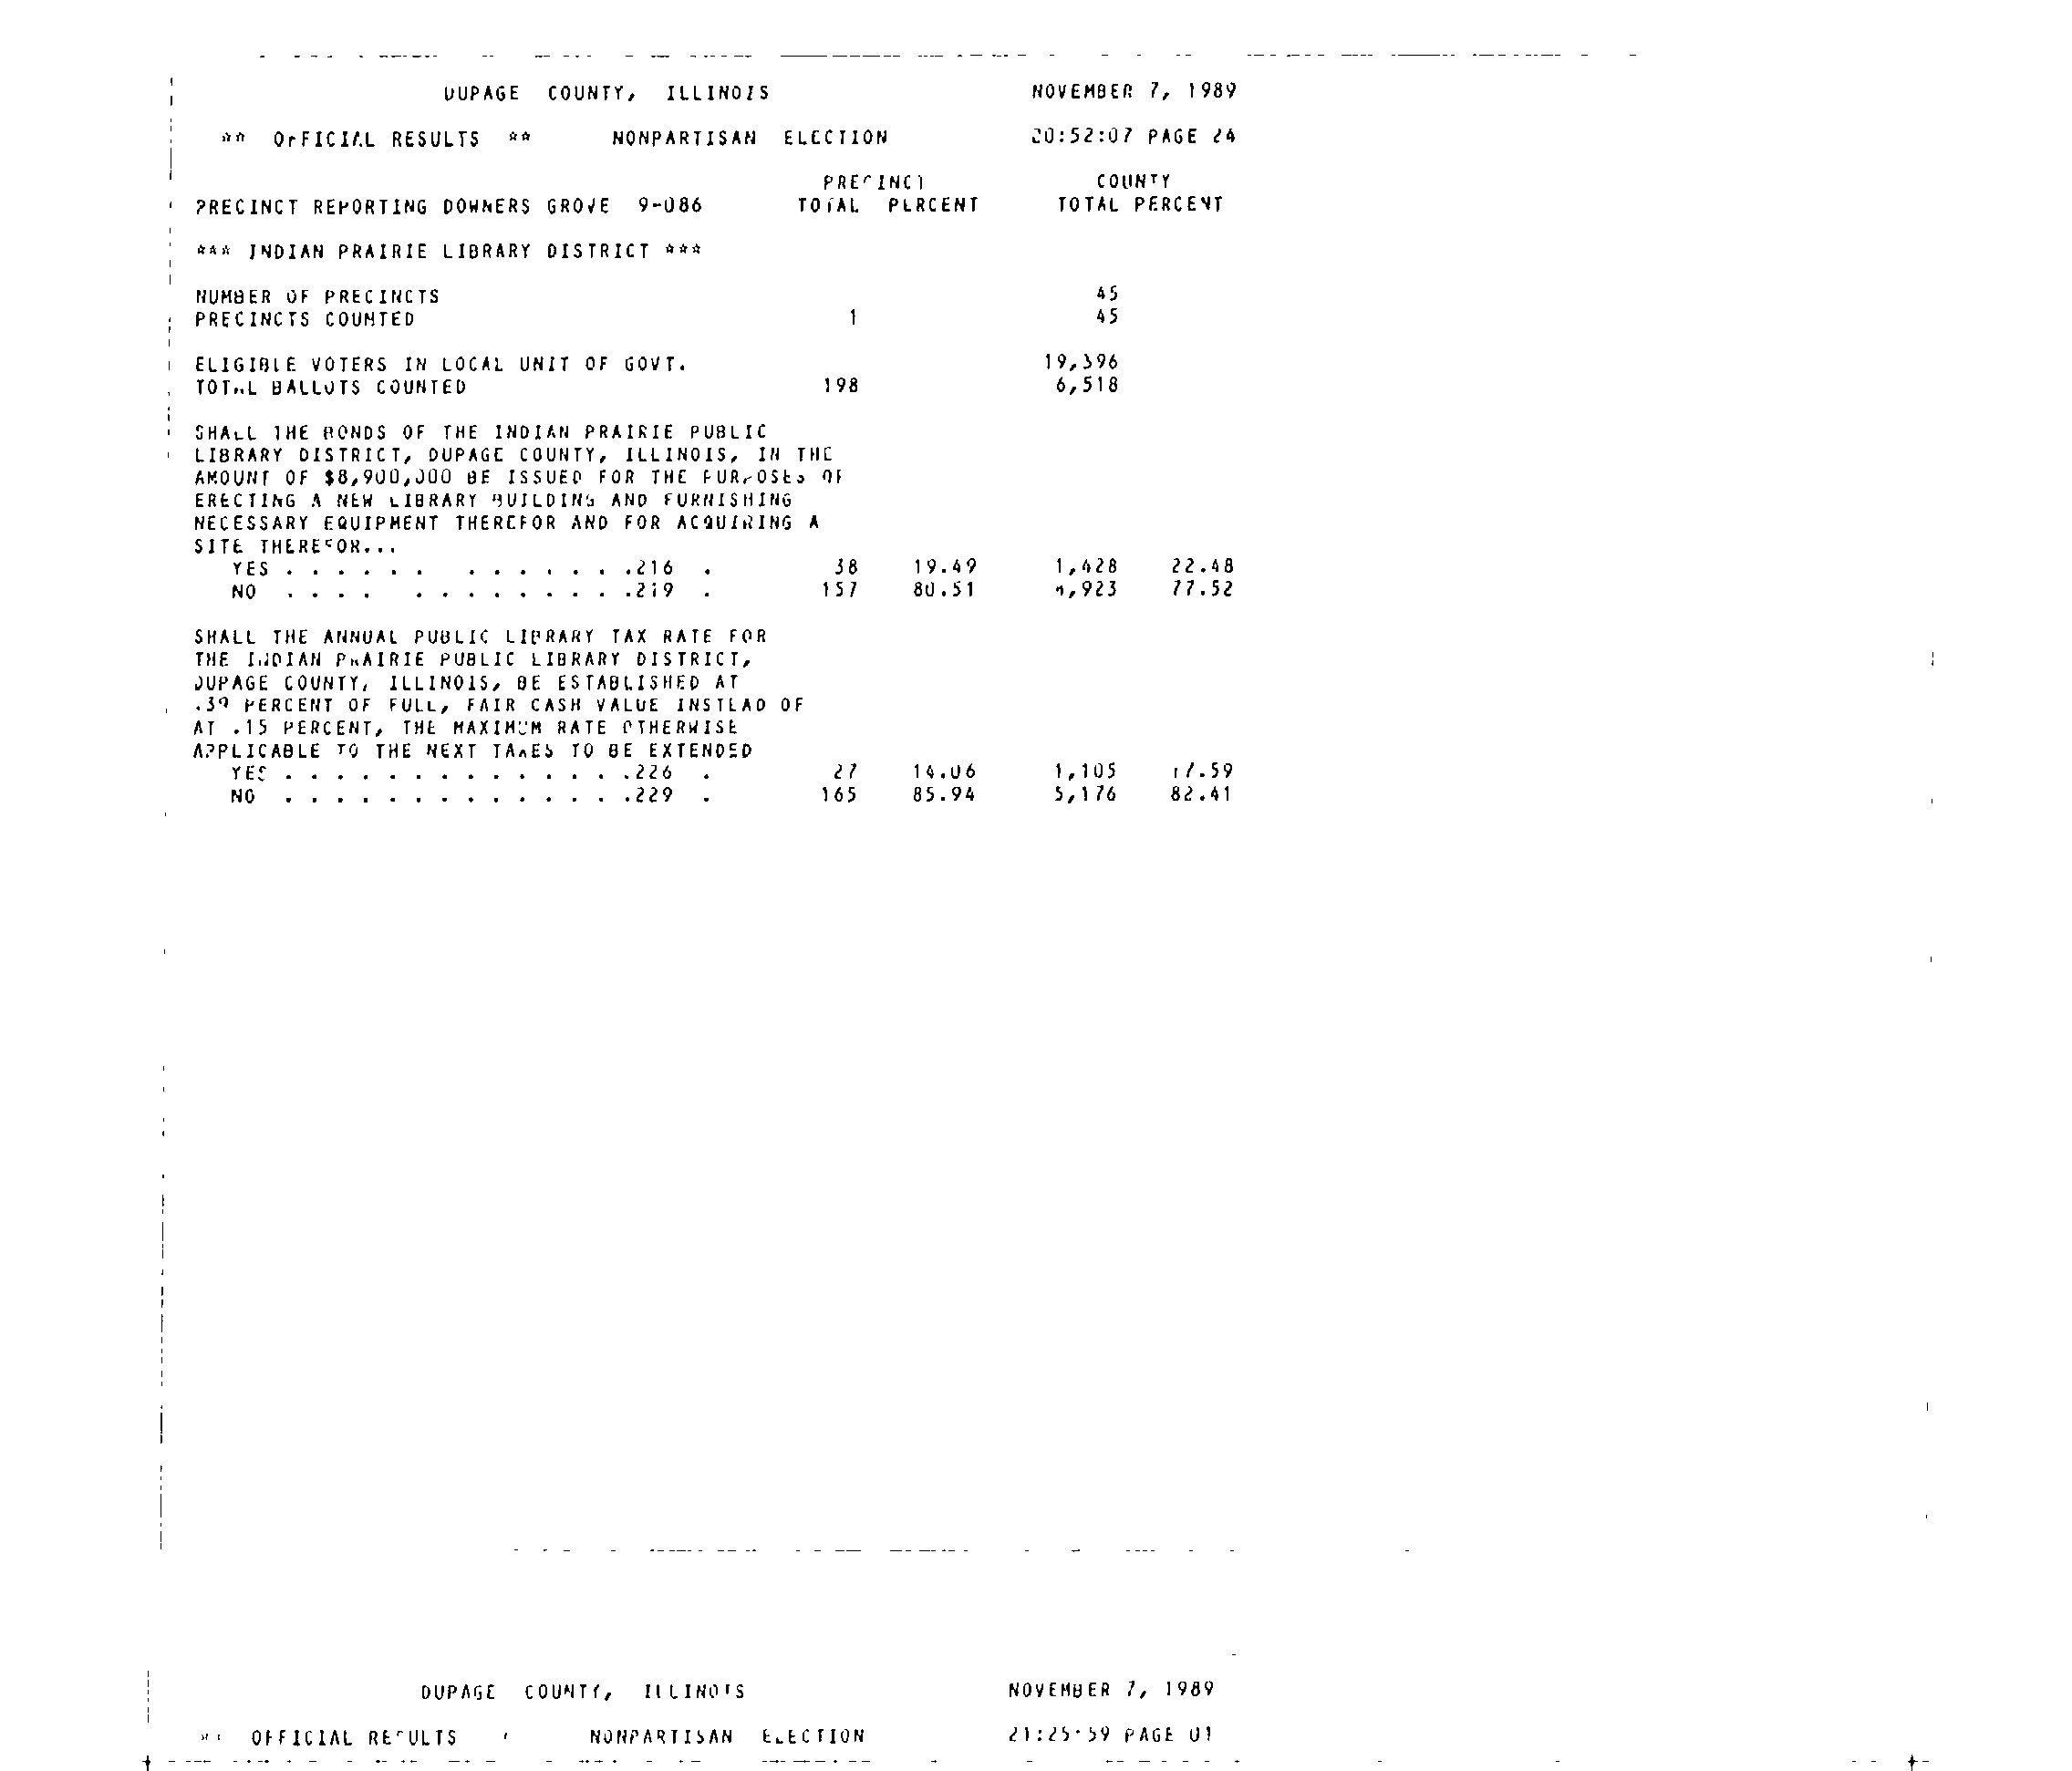 DUPAGE COUNTY, ILLINOIS NOVEMBER 7, 1989
** OFFICIAL RESULTS ** NONPARTISAN ELECTION 20:52:07 PAGE 24
PRECINCT COUNTY
PRECINCT REPORTING DOWNERS GROVE 9-086 TOTAL PERCENT TOTAL PERCENT
*** INDIAN PRAIRIE LIBRARY DISTRICT ***
NUMBER OF PRECINCTS 45
PRECINCTS COUNTED 1 45
ELIGIBLE VOTERS IN LOCAL UNIT OF GOVT. 19,396
TOTAL BALLOTS COUNTED 198 6,518
SHALL THE BONDS OF THE INDIAN PRAIRIE PUBLIC
LIBRARY DISTRICT, DUPAGE COUNTY, ILLINOIS, IN THE
AMOUNT OF $8,900,000 BE ISSUED FOR THE PURPOSES OF
ERECTING A NEW LIBRARY BUILDING AND FURNISHING
NECESSARY EQUIPMENT THEREFOR AND FOR ACQUIRING A
SITE THEREFOR...
YES . . . . . . . . . . . . .216 . 38 19.49 1,428 22.48
NO . . . . . . . . . . . . .219 . 157 80.51 4,923 77.52
SHALL THE ANNUAL PUBLIC LIBRARY TAX RATE FOR
THE INDIAN PRAIRIE PUBLIC LIBRARY DISTRICT,
DUPAGE COUNTY, ILLINOIS, BE ESTABLISHED AT
.39 PERCENT OF FULL, FAIR CASH VALUE INSTEAD OF
AT .15 PERCENT, THE MAXIMUM RATE OTHERWISE
APPLICABLE TO THE NEXT TAXES TO BE EXTENDED
YES . . . . . . . . . . . . . .226 . 27 14.06 1,105 17.59
NO . . . . . . . . . . . . . .229 . 165 85.94 5,176 82.41
DUPAGE COUNTY, ILLINOIS NOVEMBER 7, 1989
OFFICIAL RESULTS NONPARTISAN ELECTION 21:25:59 PAGE 01